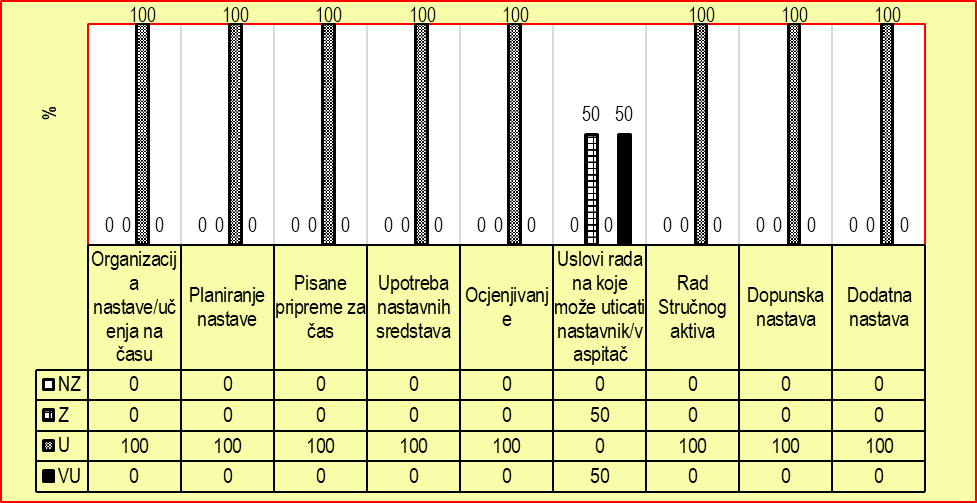 100 100 100 100 100 100 100 100
%
50 50
0 0 0 0 0 0 0 0 0 0 0 0 0 0 0 0 0 0 0 0 0 0 0 0 0 0
Organizacij
a
nastave/uč
enja na
času
Planiranje
nastave
Pisane
pripreme za
čas
Upotreba
nastavnih
sredstava
Ocjenjivanj
e
Uslovi rada
na koje
može uticati
nastavnik/v
aspitač
Rad
Stručnog
aktiva
Dopunska
nastava
Dodatna
nastava
NZ 0 0 0 0 0 0 0 0 0
Z 0 0 0 0 0 50 0 0 0
U 100 100 100 100 100 0 100 100 100
VU 0 0 0 0 0 50 0 0 0